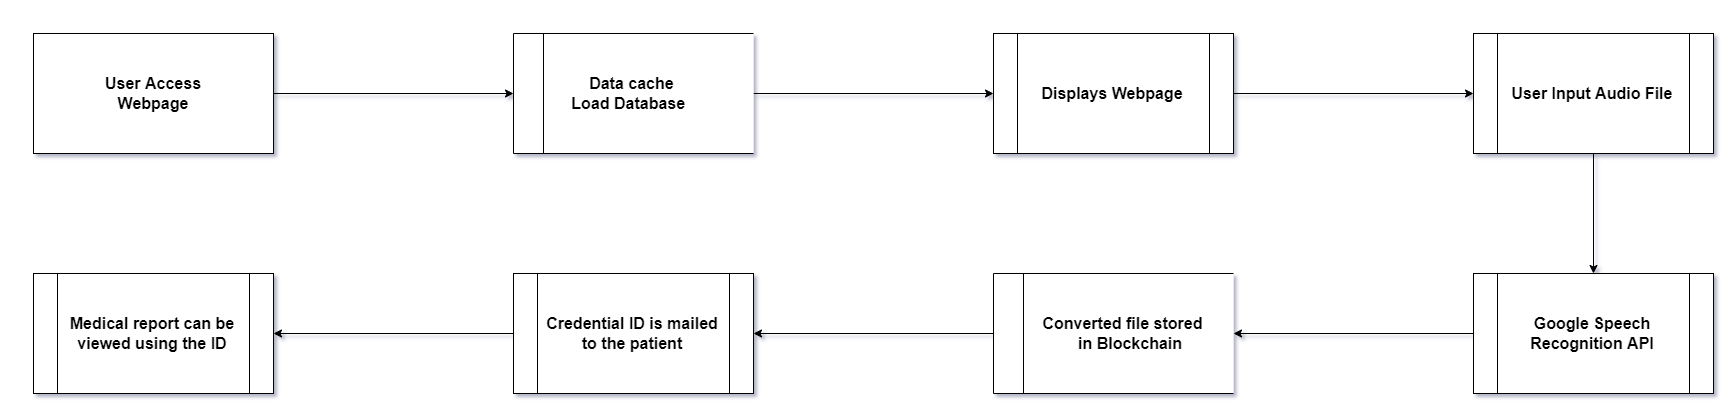 User Access
Webpage
Data cache
Load Database
Displays Webpage
User Input Audio File
Medical report can be
viewed using the ID
Credential ID is mailed
to the patient
Converted file stored
in Blockchain
Google Speech
Recognition API